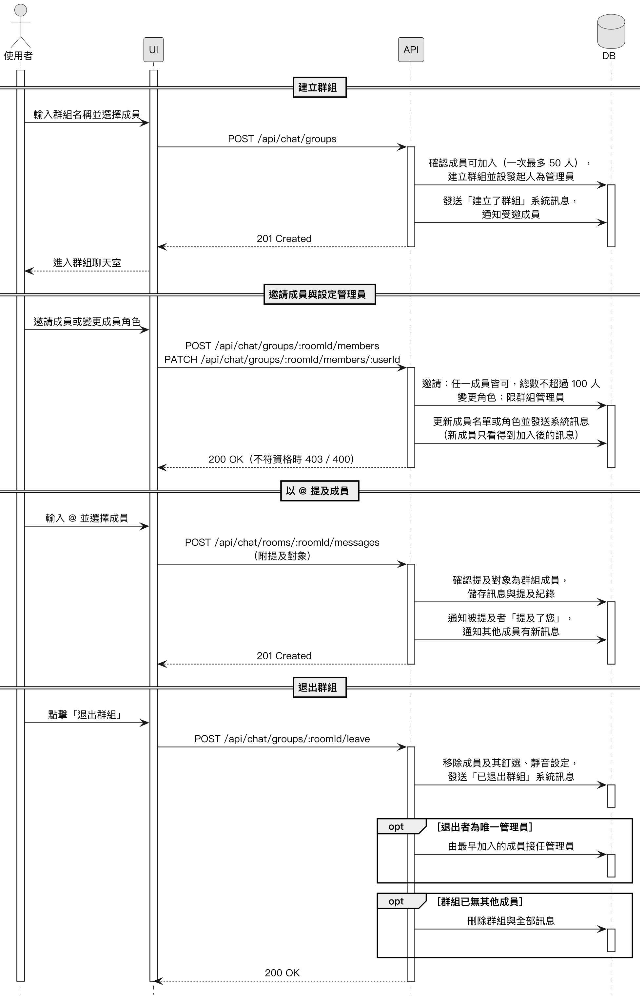 使用者
UI
API
DB
建立群組
輸入群組名稱並選擇成員
POST /api/chat/groups
確認成員可加入（一次最多 50 人），
建立群組並設發起人為管理員
發送「建立了群組」系統訊息，
通知受邀成員
201 Created
進入群組聊天室
邀請成員與設定管理員
邀請成員或變更成員角色
POST /api/chat/groups/:roomId/members
PATCH /api/chat/groups/:roomId/members/:userId
邀請：任一成員皆可，總數不超過 100 人
變更角色：限群組管理員
更新成員名單或角色並發送系統訊息
（新成員只看得到加入後的訊息）
200 OK（不符資格時 403 / 400）
以 @ 提及成員
輸入 @ 並選擇成員
POST /api/chat/rooms/:roomId/messages
（附提及對象）
確認提及對象為群組成員，
儲存訊息與提及紀錄
通知被提及者「提及了您」，
通知其他成員有新訊息
201 Created
退出群組
點擊「退出群組」
POST /api/chat/groups/:roomId/leave
移除成員及其釘選、靜音設定，
發送「已退出群組」系統訊息
opt [退出者為唯一管理員]
由最早加入的成員接任管理員
opt [群組已無其他成員]
刪除群組與全部訊息
200 OK